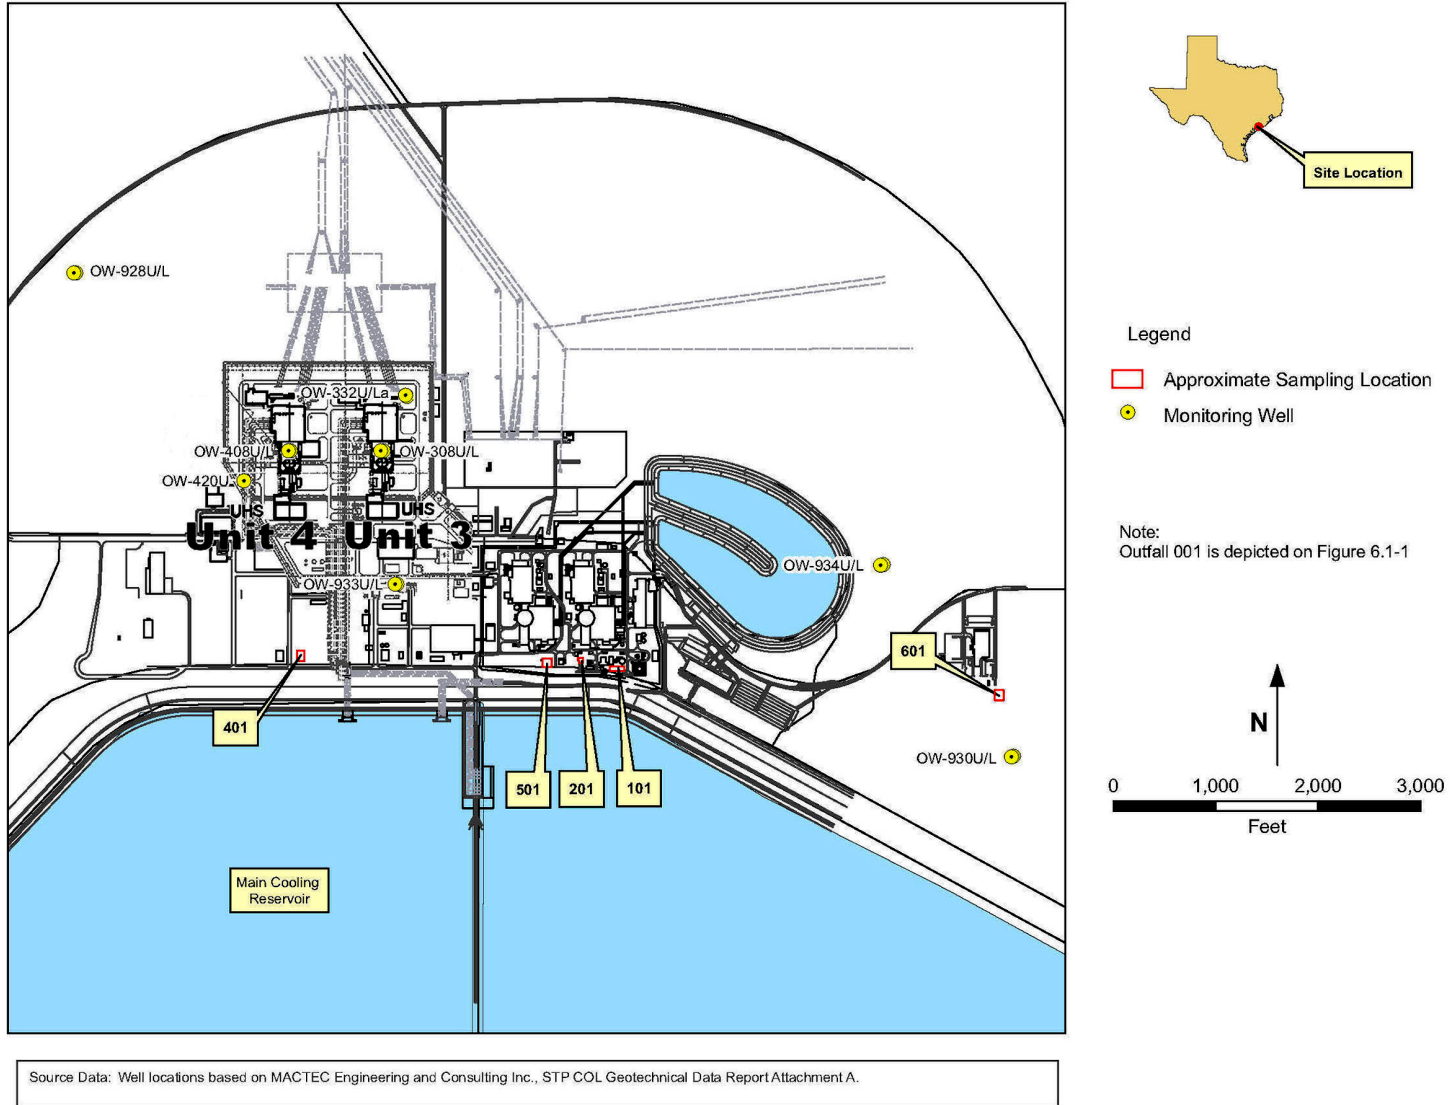 Site Location
OW-928U/L
Legend
Approximate Sampling Location
Monitoring Well
OW-332U/La
OW-408U/L
OW-308U/L
OW-420U
UHS
UHS
Unit 4
Unit 3
Note:
Outfall 001 is depicted on Figure 6.1-1
OW-934U/L
OW-933U/L
601
401
N
OW-930U/L
501
201
101
0 1,000 2,000 3,000
Feet
Main Cooling
Reservoir
Source Data: Well locations based on MACTEC Engineering and Consulting Inc., STP COL Geotechnical Data Report Attachment A.